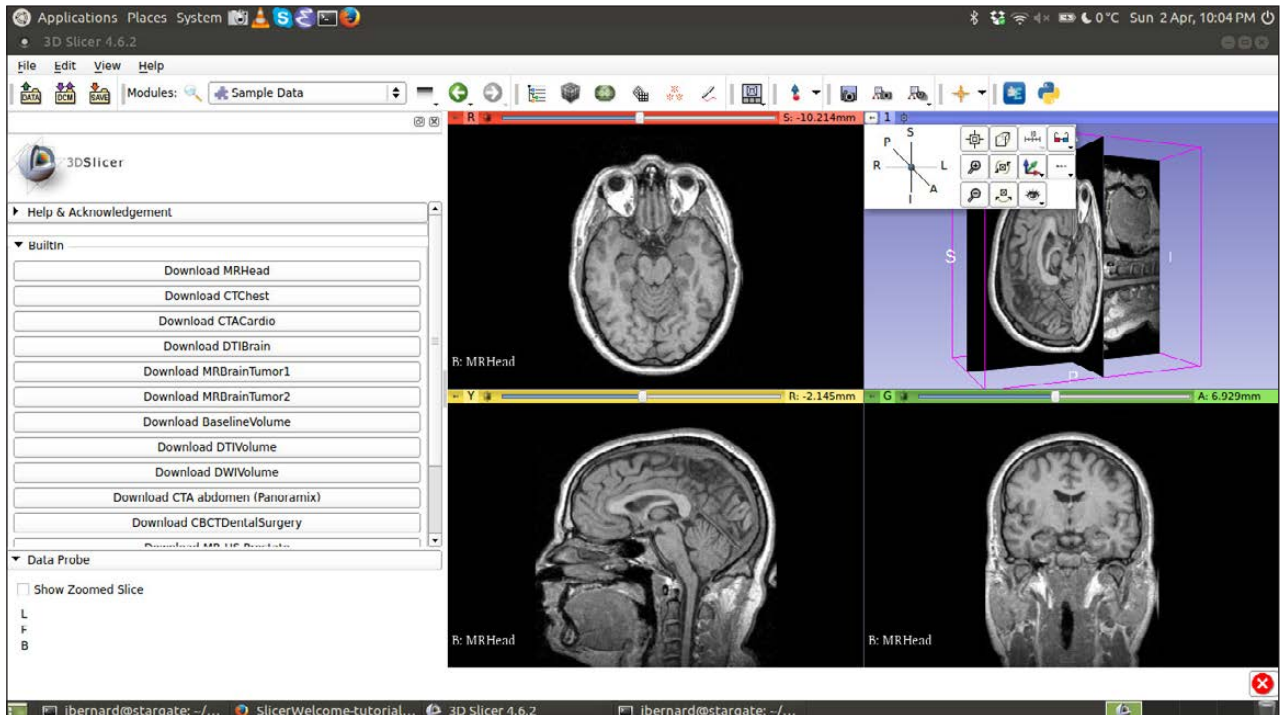 Applications Places System 0°C Sun 2 Apr, 10:04 PM
3D Slicer 4.6.2
File Edit View Help
DATA DCM SAVE Modules: Sample Data
R S: -10.214mm 1
3DSlicer
P S R L I A
Help & Acknowledgement
BuiltIn
Download MRHead
Download CTChest
Download CTACardio
Download DTIBrain
Download MRBrainTumor1
Download MRBrainTumor2
Download BaselineVolume
Download DTIVolume
Download DWIVolume
Download CTA abdomen (Panoramix)
Download CBCTDentalSurgery
S I
P
B: MRHead
Y R: -2.145mm G A: 6.929mm
Data Probe
Show Zoomed Slice
L
F
B
B: MRHead B: MRHead
jbernard@stargate: ~/... SlicerWelcome-tutorial... 3D Slicer 4.6.2 jbernard@stargate: ~/...